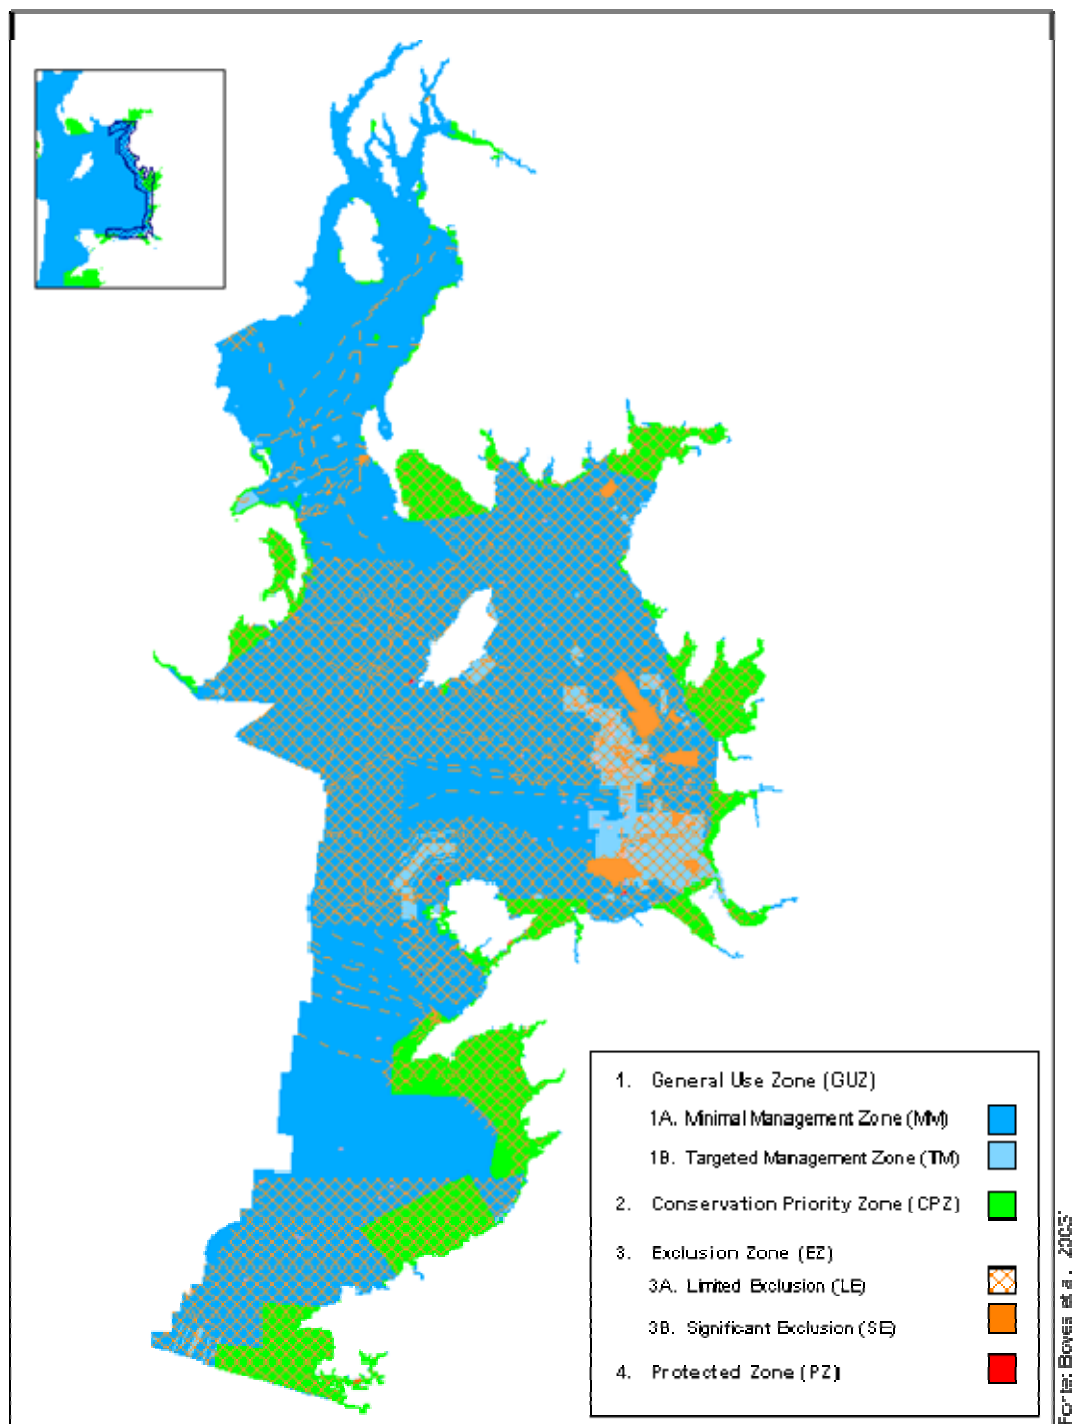 1. General Use Zone (GUZ)
1A. Minimal Management Zone (MM)
1B. Targeted Management Zone (TM)
2. Conservation Priority Zone (CPZ)
3. Exclusion Zone (EZ)
3A. Limited Exclusion (LE)
3B. Significant Exclusion (SE)
4. Protected Zone (PZ)
Fonte: Boyes et al., 2005